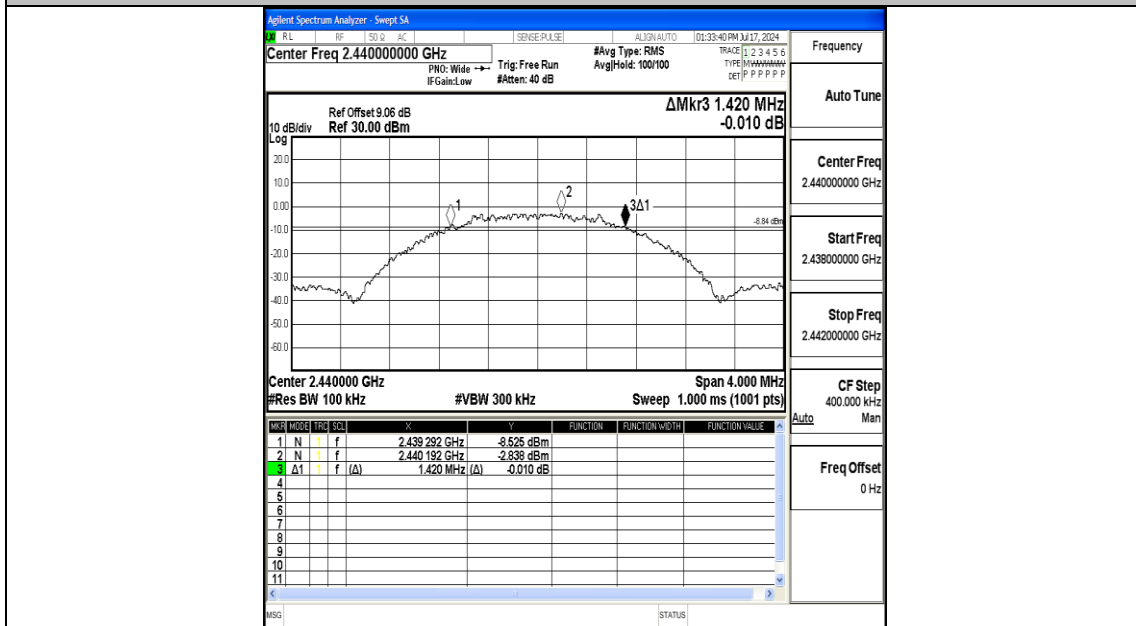 Agilent Spectrum Analyzer - Swept SA
RL RF 50 Ω AC SENSE:PULSE ALIGN AUTO 01:33:40 PM Jul 17, 2024
Center Freq 2.440000000 GHz
PNO: Wide
IFGain:Low
Trig: Free Run
#Atten: 40 dB
#Avg Type: RMS
Avg|Hold: 100/100
TRACE 1 2 3 4 5 6
TYPE
DET P P P P P P
Frequency
Auto Tune
Center Freq
2.440000000 GHz
Start Freq
2.438000000 GHz
Stop Freq
2.442000000 GHz
CF Step
400.000 kHz
Auto Man
Freq Offset
0 Hz
ΔMkr3 1.420 MHz
-0.010 dB
Ref Offset 9.06 dB
10 dB/div Ref 30.00 dBm
Log
20.0
10.0
0.00
-10.0
-20.0
-30.0
-40.0
-50.0
-60.0
1
2
3Δ1
-8.84 dBm
Center 2.440000 GHz Span 4.000 MHz
#Res BW 100 kHz #VBW 300 kHz Sweep 1.000 ms (1001 pts)
MKR MODE TRC SCL X Y FUNCTION FUNCTION WIDTH FUNCTION VALUE
1 N 1 f 2.439 292 GHz -8.525 dBm
2 N 1 f 2.440 192 GHz -2.838 dBm
3 Δ1 1 f (Δ) 1.420 MHz (Δ) -0.010 dB
4
5
6
7
8
9
10
11
MSG STATUS